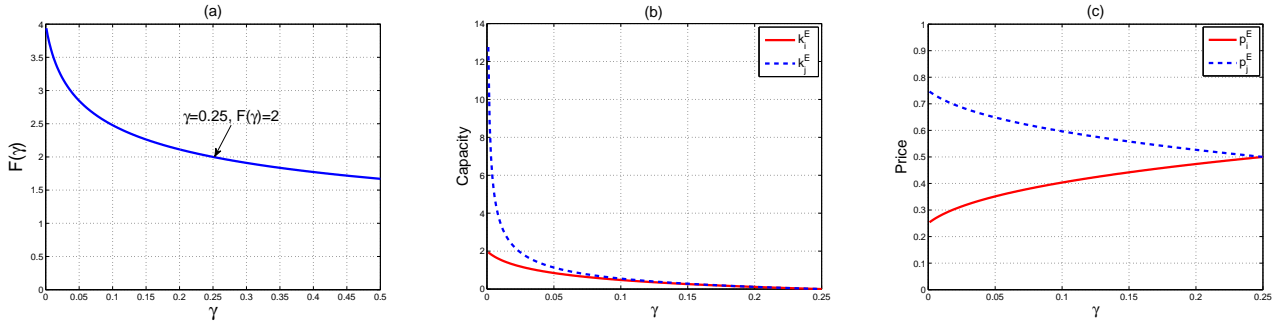 (a)
F(γ)
4
3.5
3
2.5
2
1.5
1
0.5
0
γ=0.25, F(γ)=2
0 0.05 0.1 0.15 0.2 0.25 0.3 0.35 0.4 0.45 0.5
γ
(b)
Capacity
14
12
10
8
6
4
2
0
k_i^E
k_j^E
0 0.05 0.1 0.15 0.2 0.25
γ
(c)
Price
1
0.9
0.8
0.7
0.6
0.5
0.4
0.3
0.2
0.1
0
p_i^E
p_j^E
0 0.05 0.1 0.15 0.2 0.25
γ